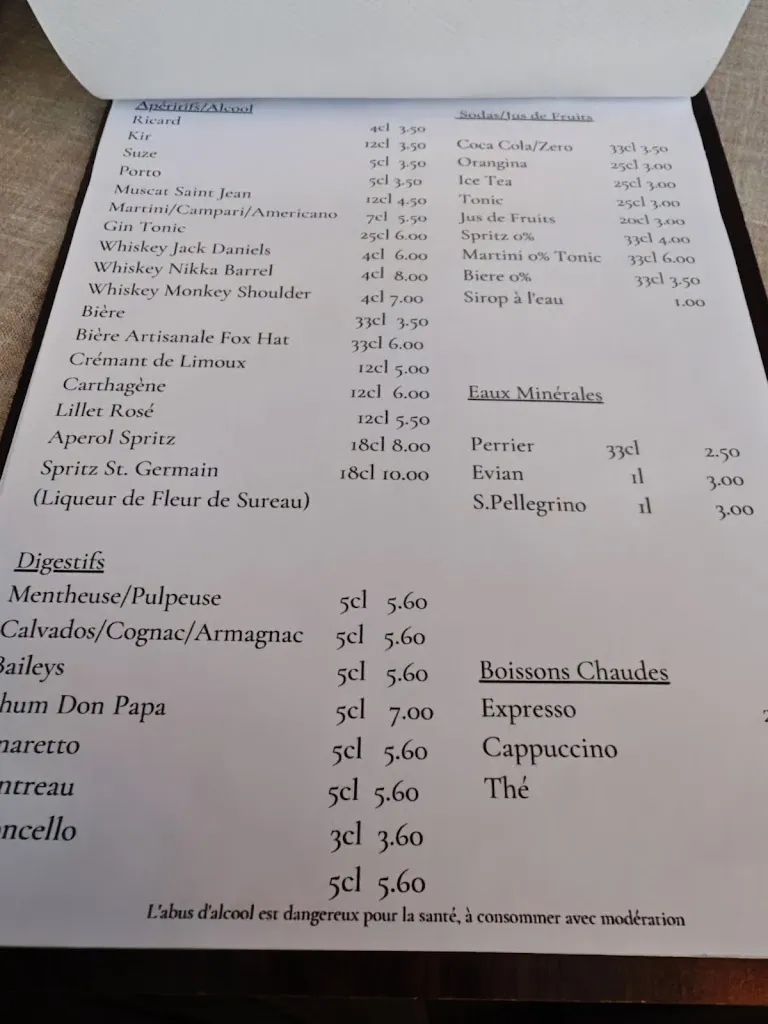 Apéritifs/Alcool
Ricard 4cl 3.50
Kir 12cl 3.50
Suze 5cl 3.50
Porto 5cl 3.50
Muscat Saint Jean 12cl 4.50
Martini/Campari/Americano 7cl 5.50
Gin Tonic 25cl 6.00
Whiskey Jack Daniels 4cl 6.00
Whiskey Nikka Barrel 4cl 8.00
Whiskey Monkey Shoulder 4cl 7.00
Bière 33cl 3.50
Bière Artisanale Fox Hat 33cl 6.00
Crémant de Limoux 12cl 5.00
Carthagène 12cl 6.00
Lillet Rosé 12cl 5.50
Aperol Spritz 18cl 8.00
Spritz St. Germain 18cl 10.00
(Liqueur de Fleur de Sureau)
Digestifs
Mentheuse/Pulpeuse 5cl 5.60
Calvados/Cognac/Armagnac 5cl 5.60
Baileys 5cl 5.60
hum Don Papa 5cl 7.00
naretto 5cl 5.60
ntreau 5cl 5.60
ncello 3cl 3.60
5cl 5.60
Sodas/Jus de Fruits
Coca Cola/Zero 33cl 3.50
Orangina 25cl 3.00
Ice Tea 25cl 3.00
Tonic 25cl 3.00
Jus de Fruits 20cl 3.00
Spritz 0% 33cl 4.00
Martini 0% Tonic 33cl 6.00
Biere 0% 33cl 3.50
Sirop à l'eau 1.00
Eaux Minérales
Perrier 33cl 2.50
Evian 1l 3.00
S.Pellegrino 1l 3.00
Boissons Chaudes
Expresso
Cappuccino
Thé
L'abus d'alcool est dangereux pour la santé, à consommer avec modération